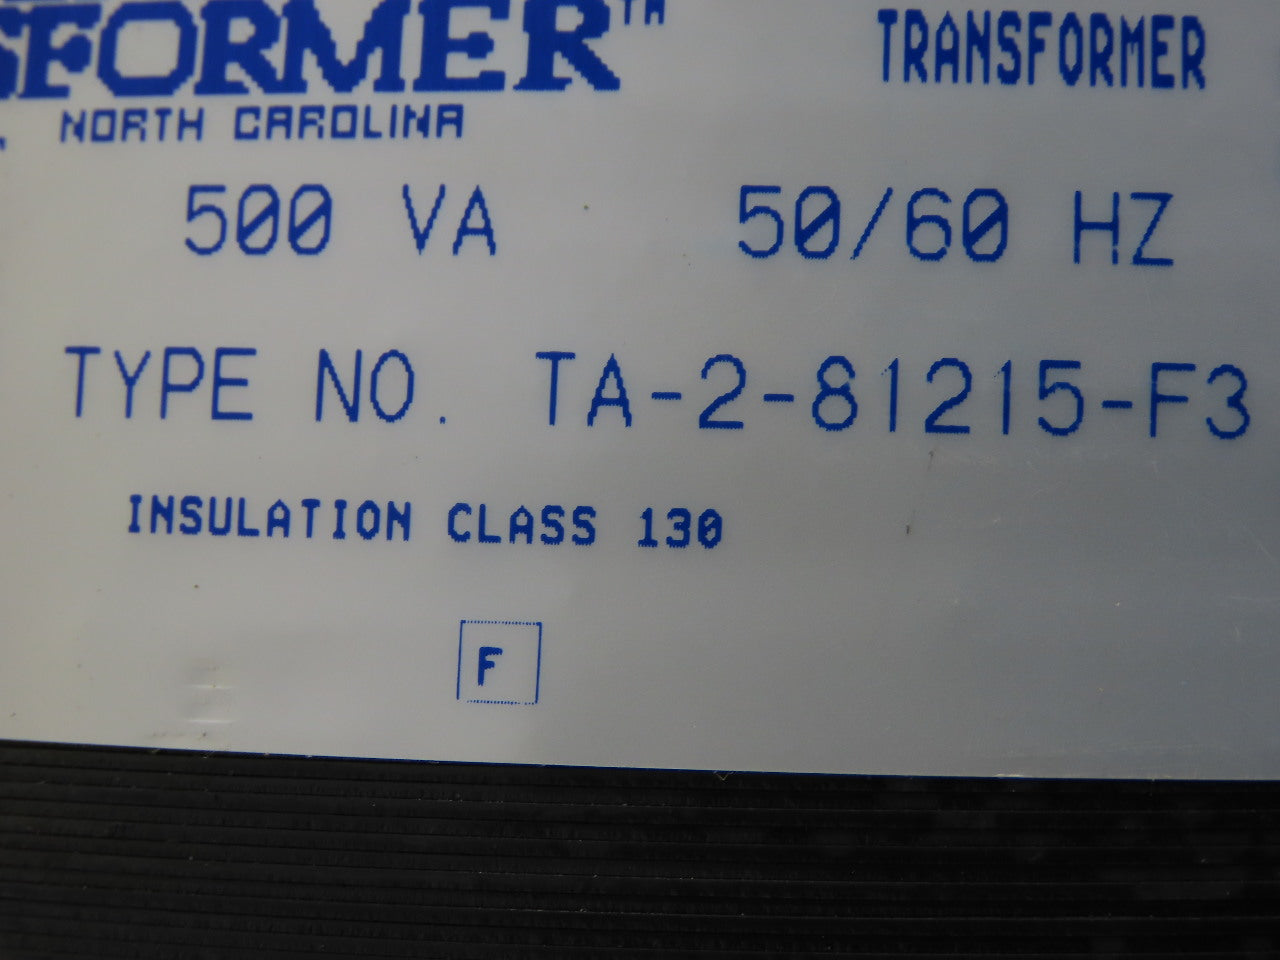 SFORMER™ TRANSFORMER
, NORTH CAROLINA
500 VA 50/60 HZ
TYPE NO. TA-2-81215-F3
INSULATION CLASS 130
F